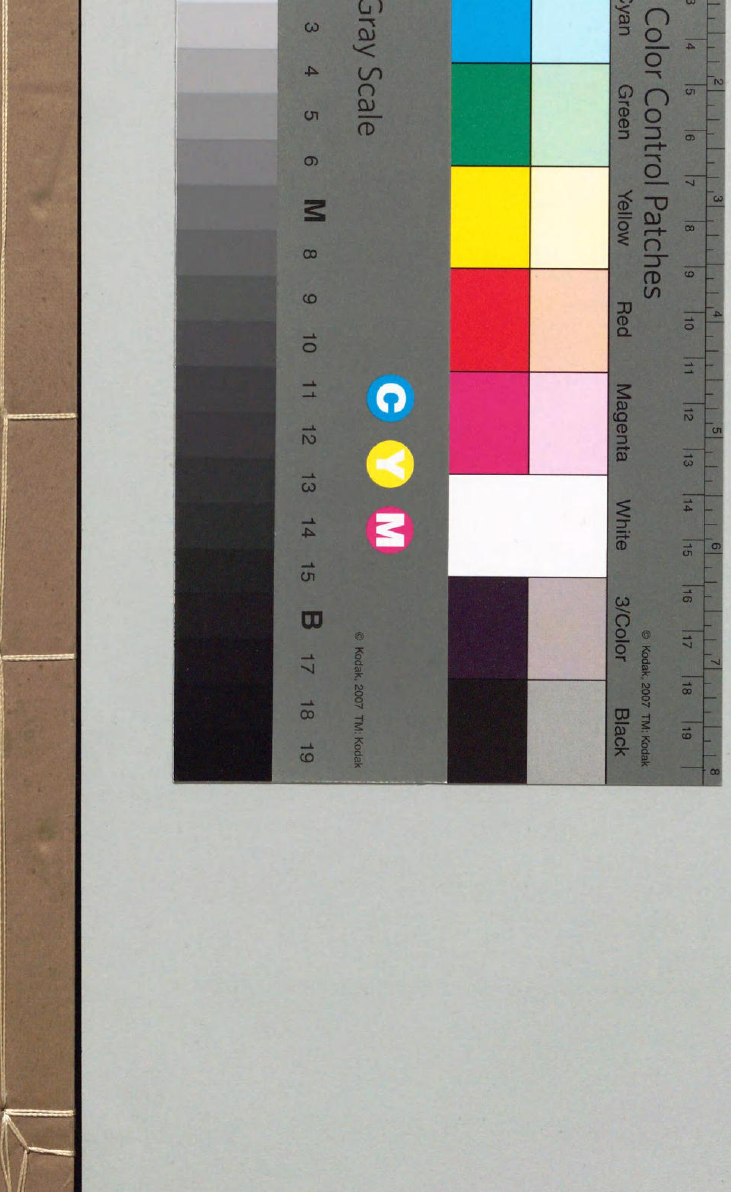 3 4 5 6 7 8 9 10 11 12 13 14 15 16 17 18 19
2 3 4 5 6 7 8
Color Control Patches
© Kodak, 2007 TM: Kodak
Cyan Green Yellow Red Magenta White 3/Color Black
Gray Scale
C Y M
© Kodak, 2007 TM: Kodak
3 4 5 6 M 8 9 10 11 12 13 14 15 B 17 18 19